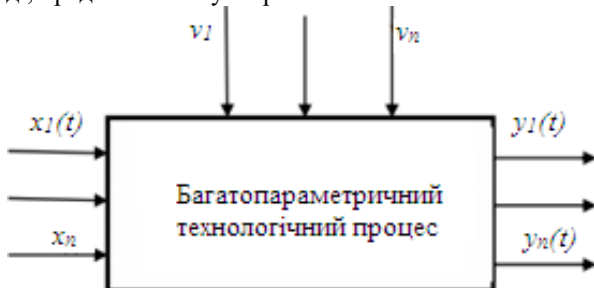 v1 vn
x1(t) y1(t)
Багатопараметричний
технологічний процес
xn yn(t)